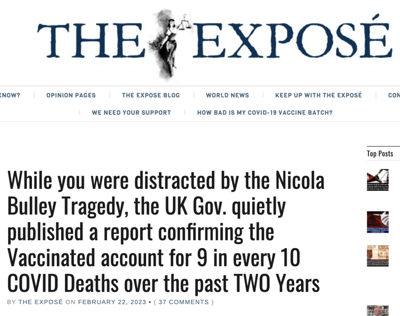 THE EXPOSÉ
KNOW?
OPINION PAGES
THE EXPOSE BLOG
WORLD NEWS
KEEP UP WITH THE EXPOSÉ
CON
WE NEED YOUR SUPPORT
HOW BAD IS MY COVID-19 VACCINE BATCH?
Top Posts
While you were distracted by the Nicola
Bulley Tragedy, the UK Gov. quietly
published a report confirming the
Vaccinated account for 9 in every 10
COVID Deaths over the past TWO Years
BY THE EXPOSÉ ON FEBRUARY 22, 2023 • ( 37 COMMENTS )